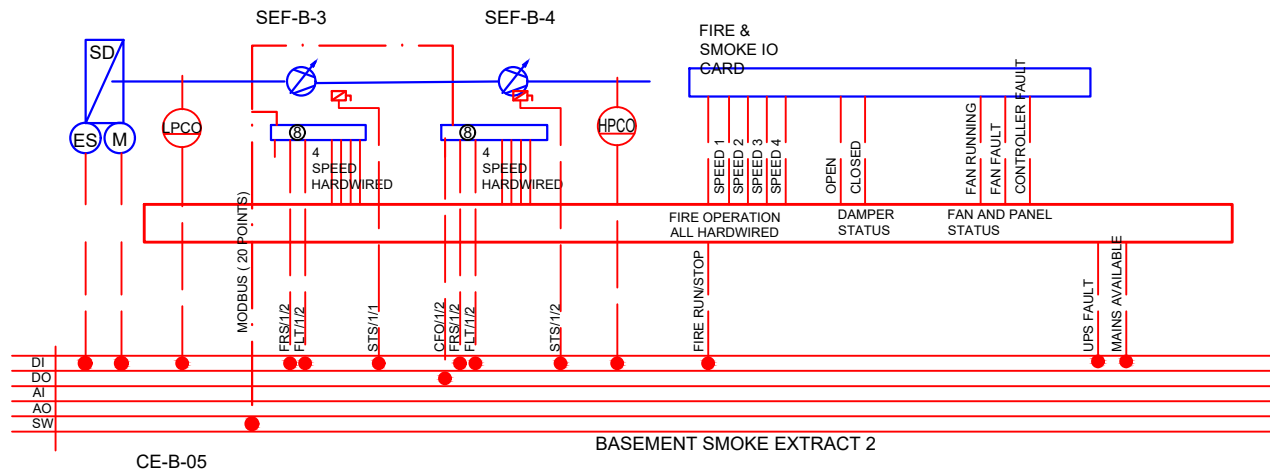 SEF-B-3
SEF-B-4
FIRE &
SMOKE IO
CARD
SD
ES
M
LPCO
8
4
SPEED
HARDWIRED
8
4
SPEED
HARDWIRED
HPCO
SPEED 1
SPEED 2
SPEED 3
SPEED 4
OPEN
CLOSED
FAN RUNNING
FAN FAULT
CONTROLLER FAULT
FIRE OPERATION
ALL HARDWIRED
DAMPER
STATUS
FAN AND PANEL
STATUS
MODBUS ( 20 POINTS)
FRS/1/2
FLT/1/2
STS/1/1
CFO/1/2
FRS/1/2
FLT/1/2
STS/1/2
FIRE RUN/STOP
UPS FAULT
MAINS AVAILABLE
DI
DO
AI
AO
SW
BASEMENT SMOKE EXTRACT 2
CE-B-05